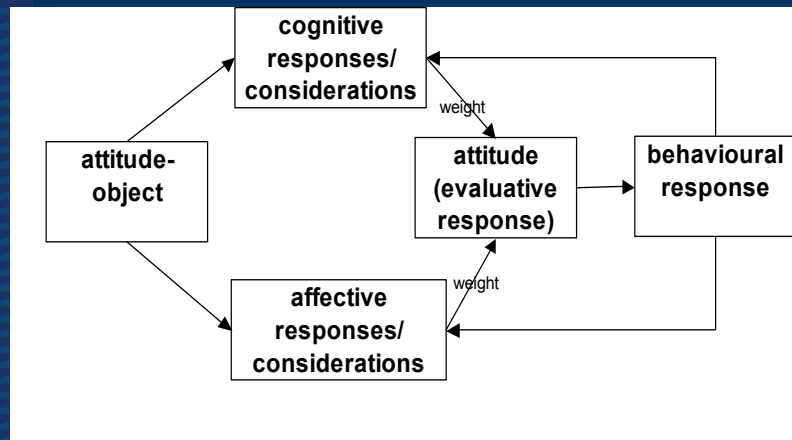 cognitive
responses/
considerations
weight
attitude-
object
attitude
(evaluative
response)
behavioural
response
weight
affective
responses/
considerations